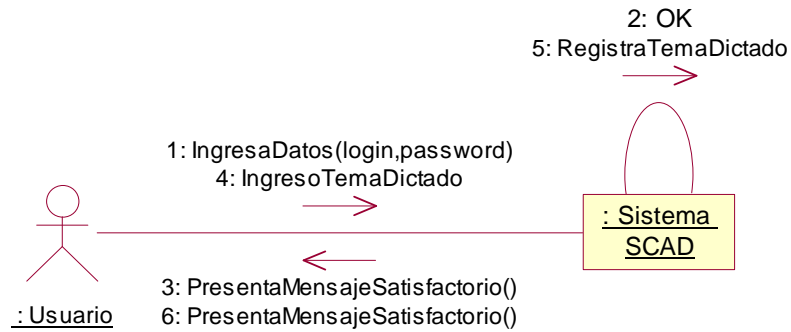 2: OK
5: RegistraTemaDictado
1: IngresaDatos(login,password)
4: IngresoTemaDictado
: Sistema
SCAD
3: PresentaMensajeSatisfactorio()
: Usuario
6: PresentaMensajeSatisfactorio()